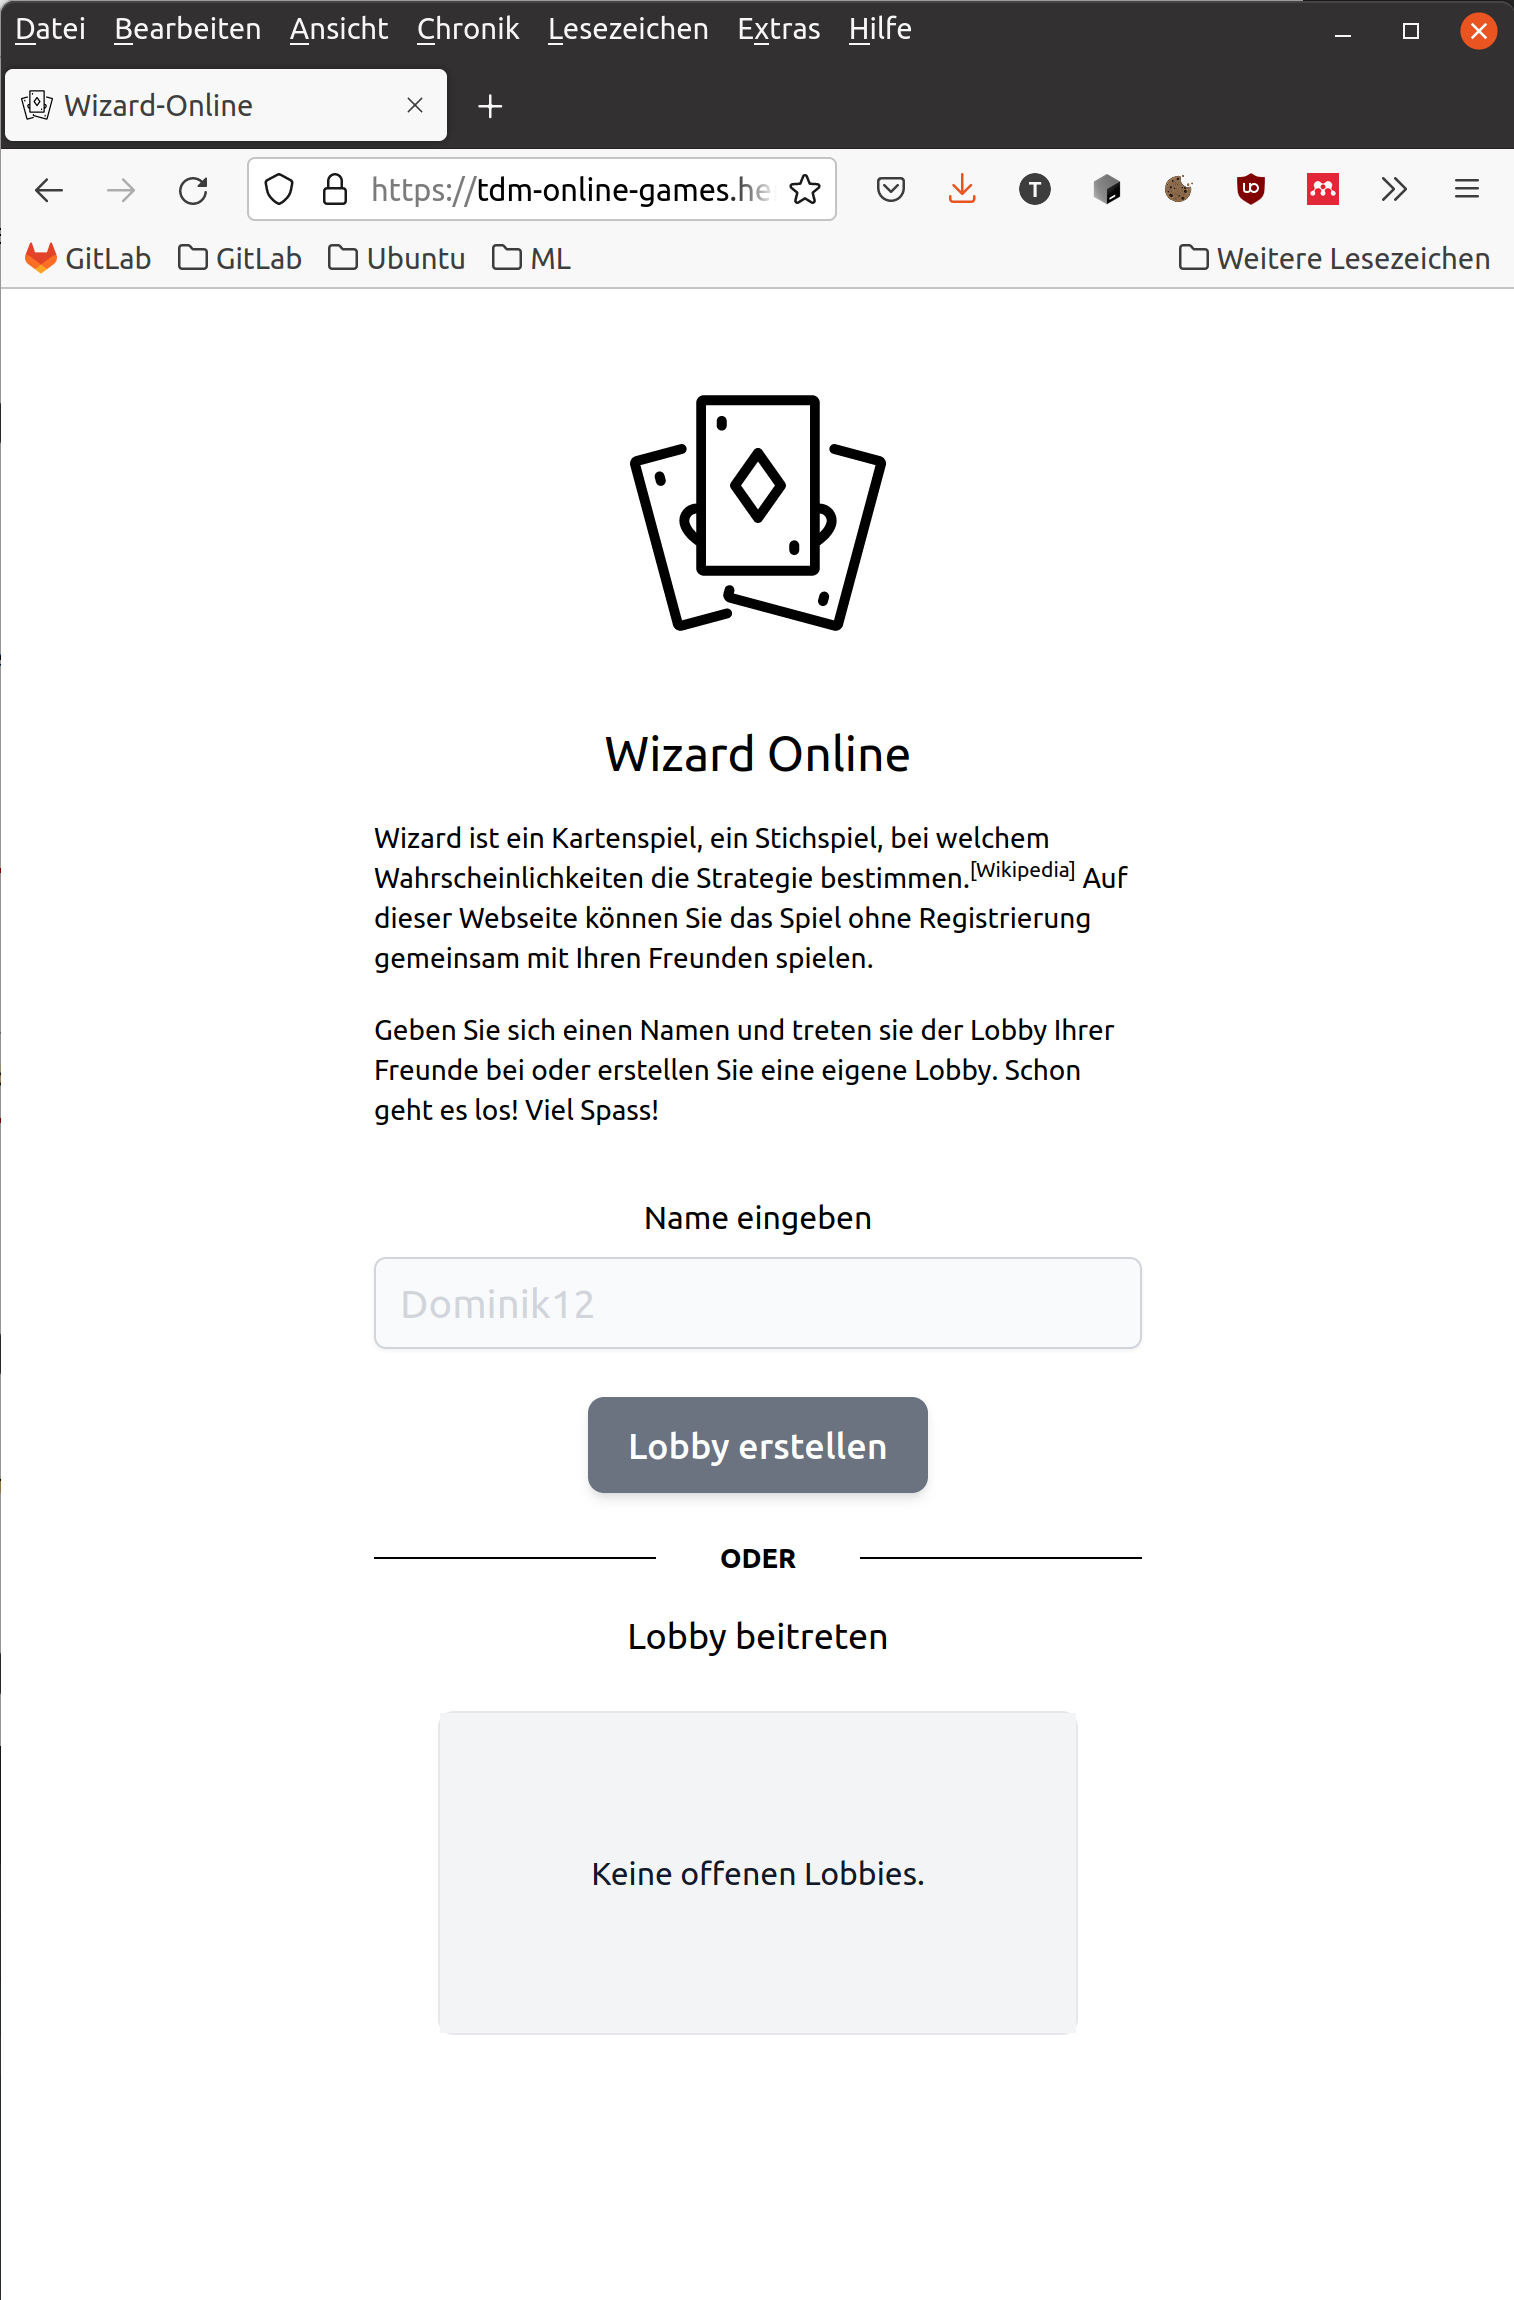 Datei Bearbeiten Ansicht Chronik Lesezeichen Extras Hilfe
Wizard-Online
https://tdm-online-games.he
GitLab GitLab Ubuntu ML Weitere Lesezeichen
Wizard Online
Wizard ist ein Kartenspiel, ein Stichspiel, bei welchem
Wahrscheinlichkeiten die Strategie bestimmen.[Wikipedia] Auf
dieser Webseite können Sie das Spiel ohne Registrierung
gemeinsam mit Ihren Freunden spielen.
Geben Sie sich einen Namen und treten sie der Lobby Ihrer
Freunde bei oder erstellen Sie eine eigene Lobby. Schon
geht es los! Viel Spass!
Name eingeben
Dominik12
Lobby erstellen
ODER
Lobby beitreten
Keine offenen Lobbies.